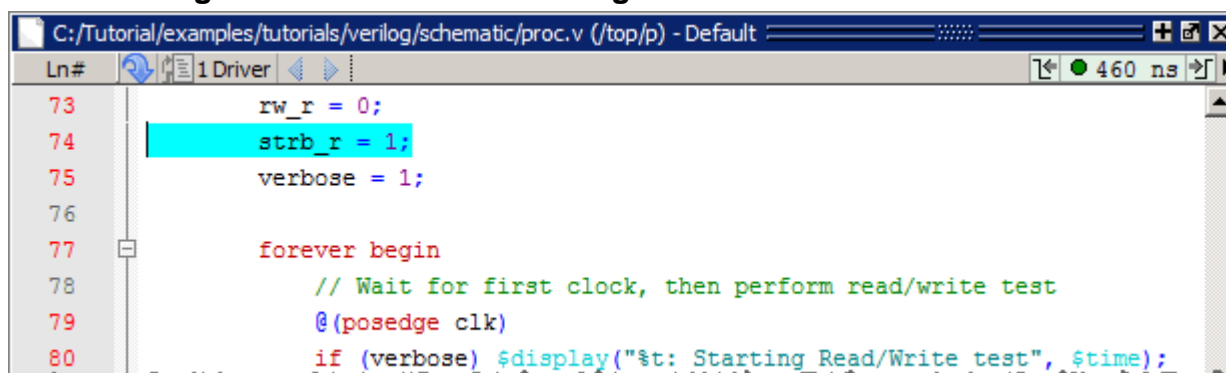 C:/Tutorial/examples/tutorials/verilog/schematic/proc.v (/top/p) - Default
Ln# 1 Driver 460 ns
73 rw_r = 0;
74 strb_r = 1;
75 verbose = 1;
76
77 forever begin
78 // Wait for first clock, then perform read/write test
79 @(posedge clk)
80 if (verbose) $display("%t: Starting Read/Write test", $time);